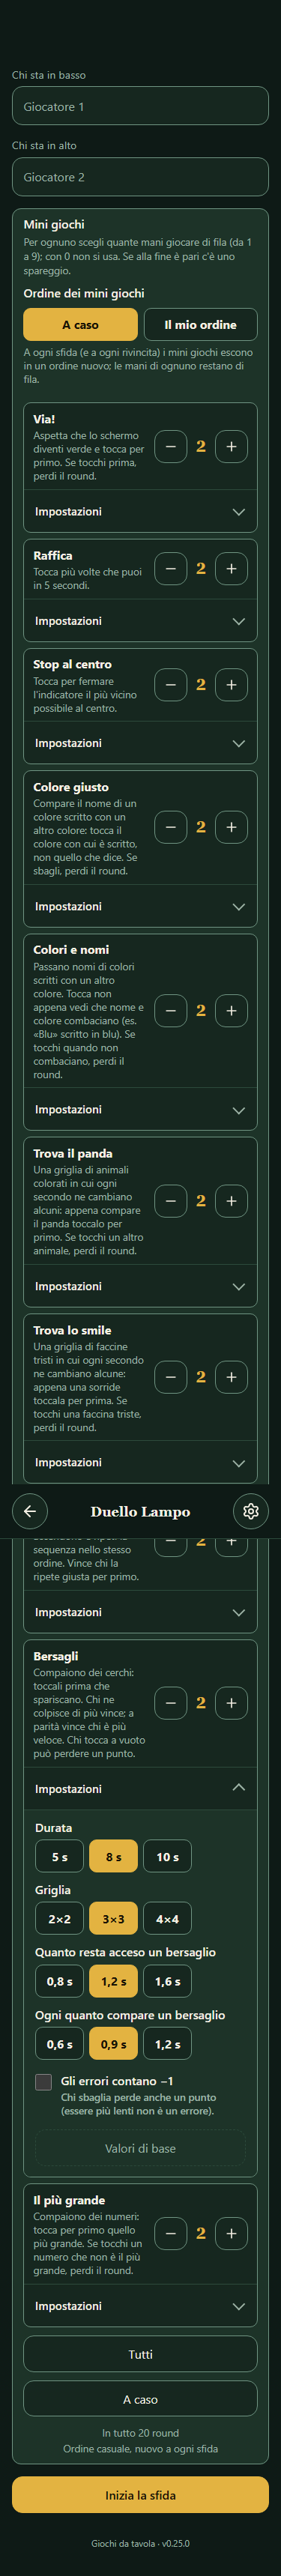 Chi sta in basso
Giocatore 1
Chi sta in alto
Giocatore 2
Mini giochi
Per ognuno scegli quante mani giocare di fila (da 1
a 9); con 0 non si usa. Se alla fine è pari c'è uno
spareggio.
Ordine dei mini giochi
A caso
Il mio ordine
A ogni sfida (e a ogni rivincita) i mini giochi escono
in un ordine nuovo; le mani di ognuno restano di
fila.
Via!
Aspetta che lo schermo
diventi verde e tocca per
primo. Se tocchi prima,
perdi il round.
− 2 +
Impostazioni
Raffica
Tocca più volte che puoi
in 5 secondi.
− 2 +
Impostazioni
Stop al centro
Tocca per fermare
l'indicatore il più vicino
possibile al centro.
− 2 +
Impostazioni
Colore giusto
Compare il nome di un
colore scritto con un
altro colore: tocca il
colore con cui è scritto,
non quello che dice. Se
sbagli, perdi il round.
− 2 +
Impostazioni
Colori e nomi
Passano nomi di colori
scritti con un altro
colore. Tocca non
appena vedi che nome e
colore combaciano (es.
«Blu» scritto in blu). Se
tocchi quando non
combaciano, perdi il
round.
− 2 +
Impostazioni
Trova il panda
Una griglia di animali
colorati in cui ogni
secondo ne cambiano
alcuni: appena compare
il panda toccalo per
primo. Se tocchi un altro
animale, perdi il round.
− 2 +
Impostazioni
Trova lo smile
Una griglia di faccine
tristi in cui ogni secondo
ne cambiano alcune:
appena una sorride
toccala per prima. Se
tocchi una faccina triste,
perdi il round.
− 2 +
Impostazioni
Duello Lampo
sequenza nello stesso
ordine. Vince chi la
ripete giusta per primo.
− 2 +
Impostazioni
Bersagli
Compaiono dei cerchi:
toccali prima che
spariscano. Chi ne
colpisce di più vince; a
parità vince chi è più
veloce. Chi tocca a vuoto
può perdere un punto.
− 2 +
Impostazioni
Durata
5 s 8 s 10 s
Griglia
2×2 3×3 4×4
Quanto resta acceso un bersaglio
0,8 s 1,2 s 1,6 s
Ogni quanto compare un bersaglio
0,6 s 0,9 s 1,2 s
Gli errori contano −1
Chi sbaglia perde anche un punto
(essere più lenti non è un errore).
Valori di base
Il più grande
Compaiono dei numeri:
tocca per primo quello
più grande. Se tocchi un
numero che non è il più
grande, perdi il round.
− 2 +
Impostazioni
Tutti
A caso
In tutto 20 round
Ordine casuale, nuovo a ogni sfida
Inizia la sfida
Giochi da tavola · v0.25.0